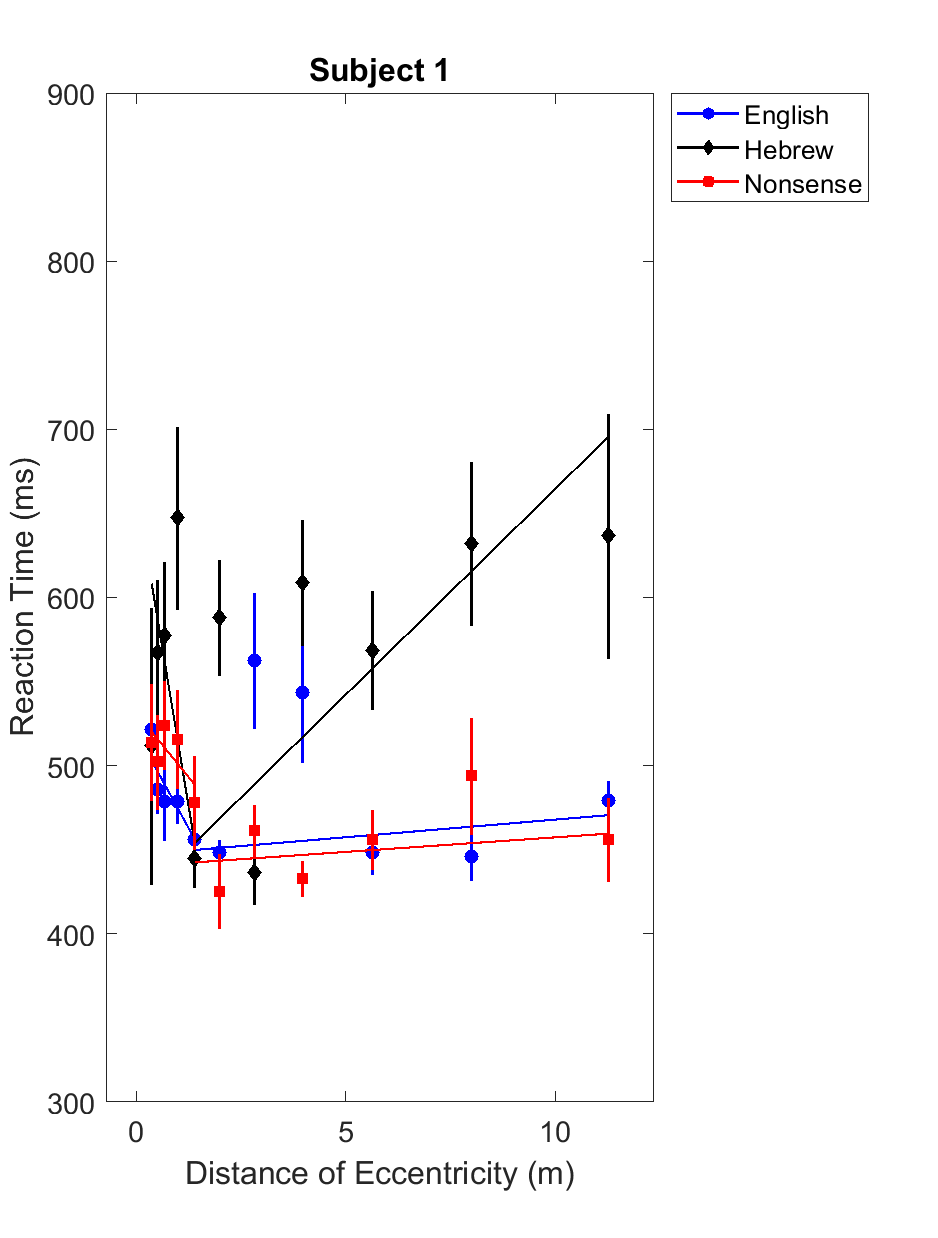 Subject 1
900
800
700
600
500
400
300
0 5 10
Reaction Time (ms)
Distance of Eccentricity (m)
English
Hebrew
Nonsense